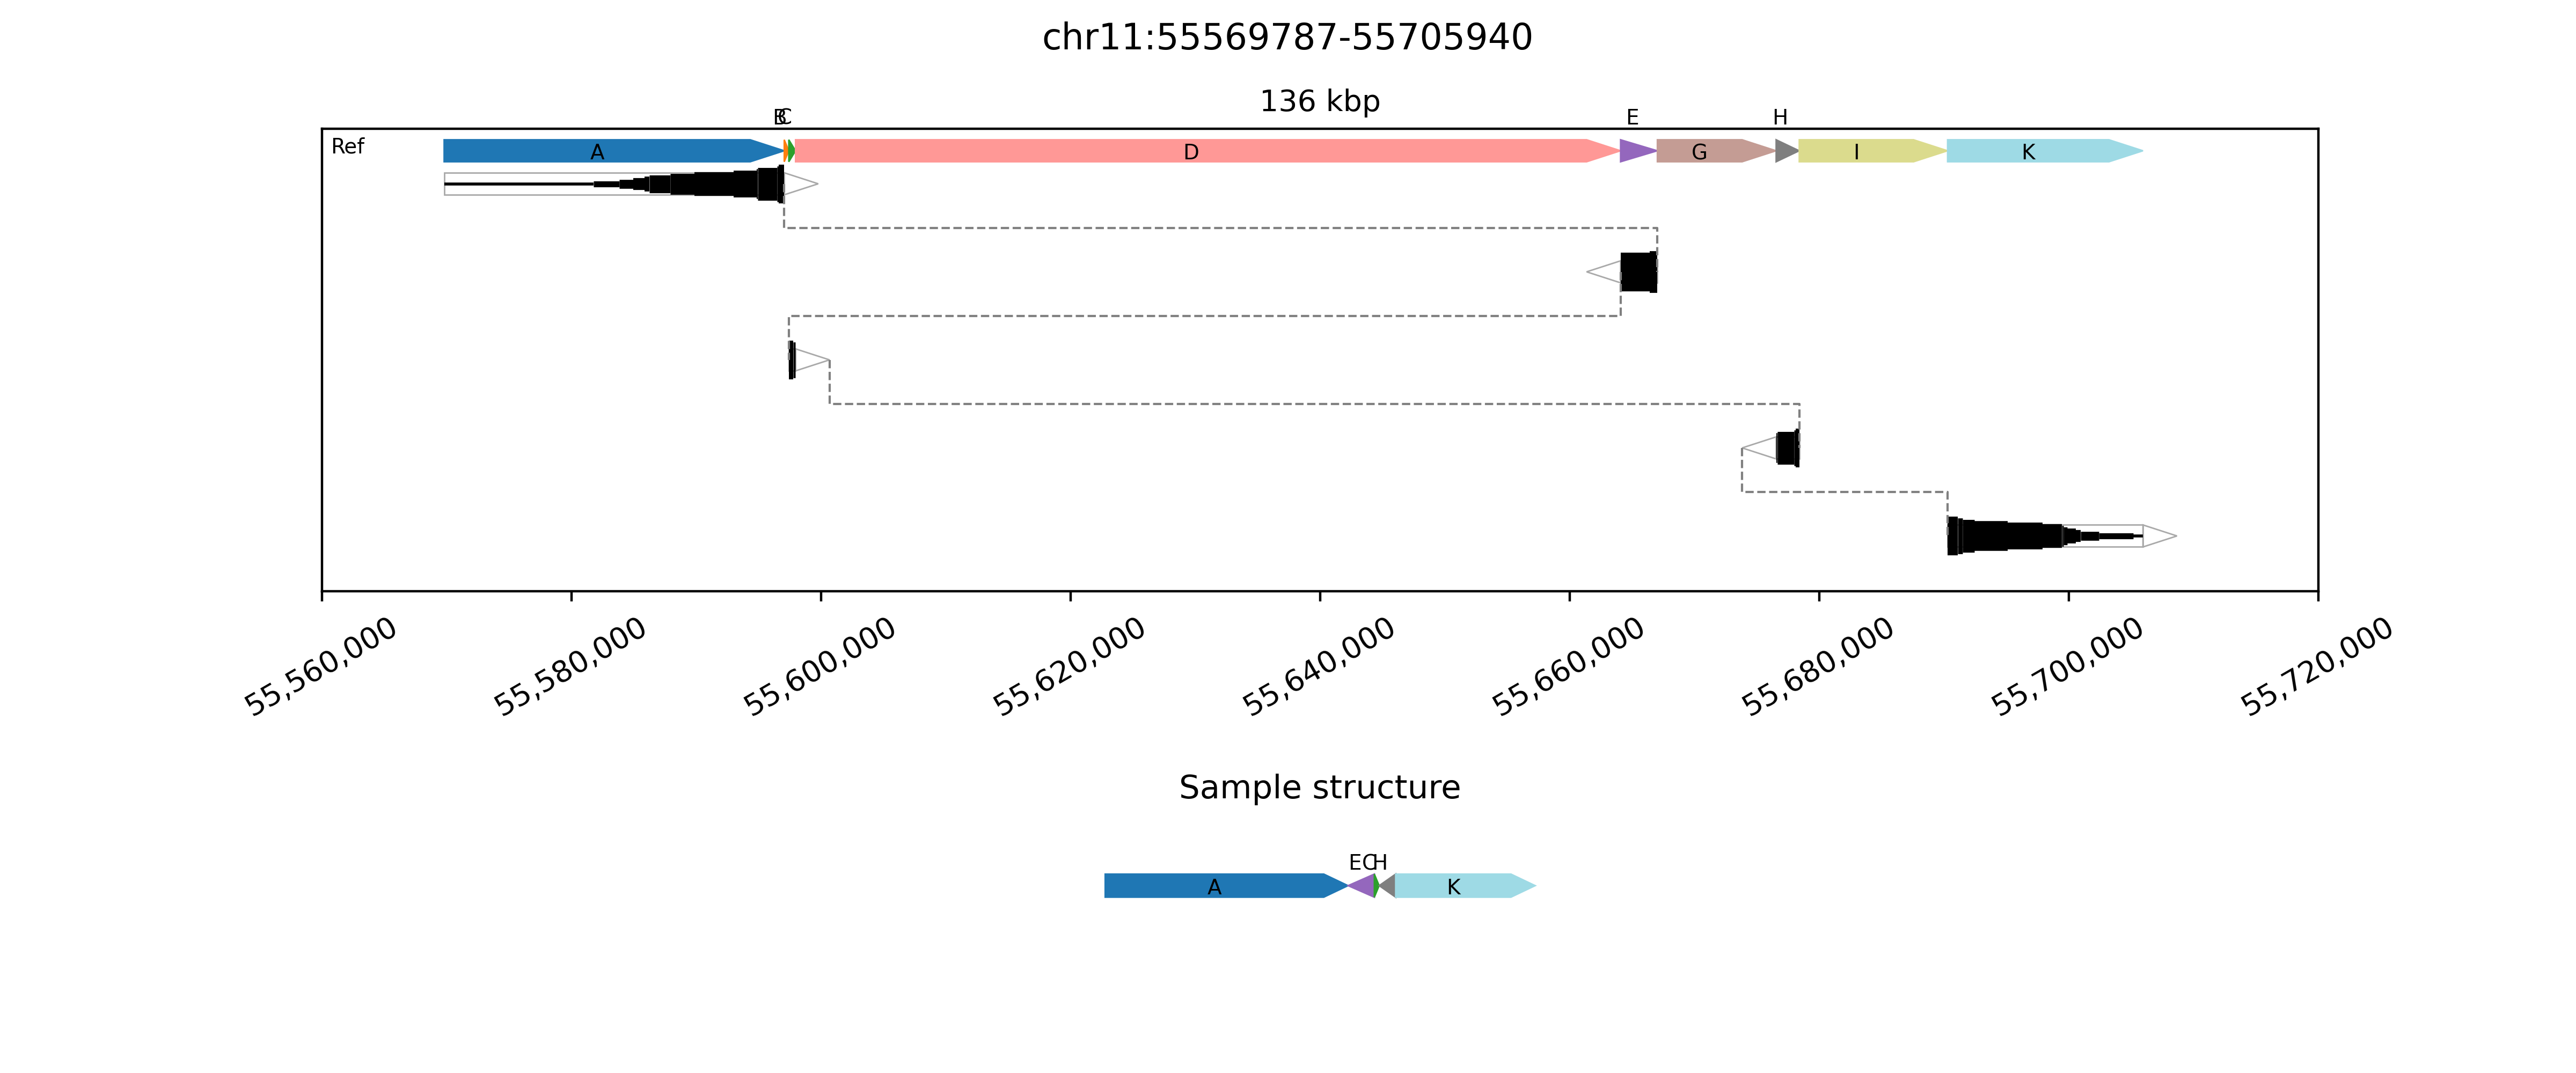 chr11:55569787-55705940
136 kbp
B C E H
Ref A D G I K
55,560,000 55,580,000 55,600,000 55,620,000 55,640,000 55,660,000 55,680,000 55,700,000 55,720,000
Sample structure
E C H
A K